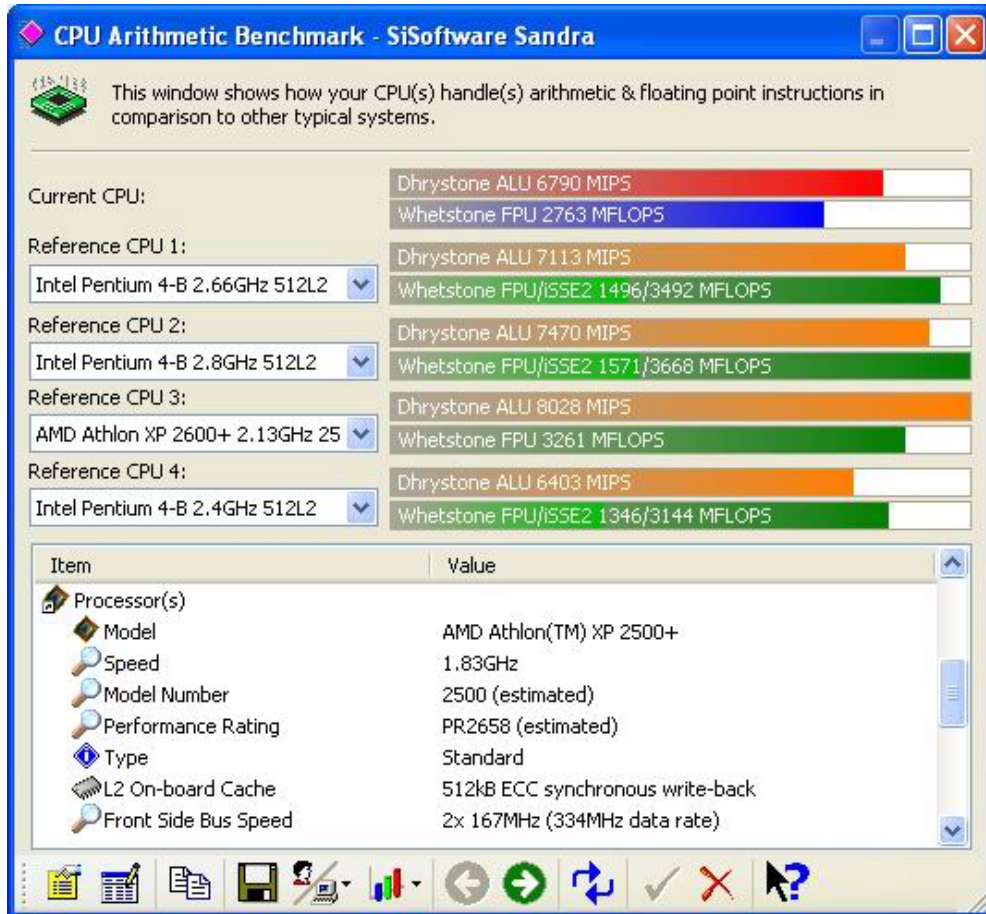 CPU Arithmetic Benchmark - SiSoftware Sandra
This window shows how your CPU(s) handle(s) arithmetic & floating point instructions in
comparison to other typical systems.
Current CPU:
Dhrystone ALU 6790 MIPS
Whetstone FPU 2763 MFLOPS
Reference CPU 1:
Intel Pentium 4-B 2.66GHz 512L2
Dhrystone ALU 7113 MIPS
Whetstone FPU/iSSE2 1496/3492 MFLOPS
Reference CPU 2:
Intel Pentium 4-B 2.8GHz 512L2
Dhrystone ALU 7470 MIPS
Whetstone FPU/iSSE2 1571/3668 MFLOPS
Reference CPU 3:
AMD Athlon XP 2600+ 2.13GHz 25
Dhrystone ALU 8028 MIPS
Whetstone FPU 3261 MFLOPS
Reference CPU 4:
Intel Pentium 4-B 2.4GHz 512L2
Dhrystone ALU 6403 MIPS
Whetstone FPU/iSSE2 1346/3144 MFLOPS
Item Value
Processor(s)
Model AMD Athlon(TM) XP 2500+
Speed 1.83GHz
Model Number 2500 (estimated)
Performance Rating PR2658 (estimated)
Type Standard
L2 On-board Cache 512kB ECC synchronous write-back
Front Side Bus Speed 2x 167MHz (334MHz data rate)